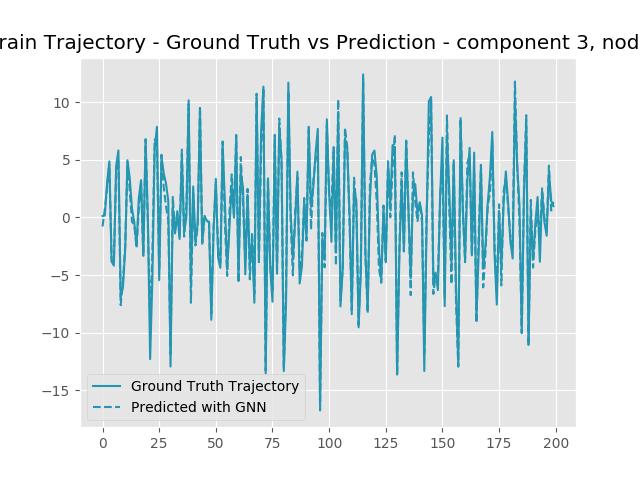 rain Trajectory - Ground Truth vs Prediction - component 3, nod
10
5
0
−5
−10
−15
Ground Truth Trajectory
Predicted with GNN
0 25 50 75 100 125 150 175 200